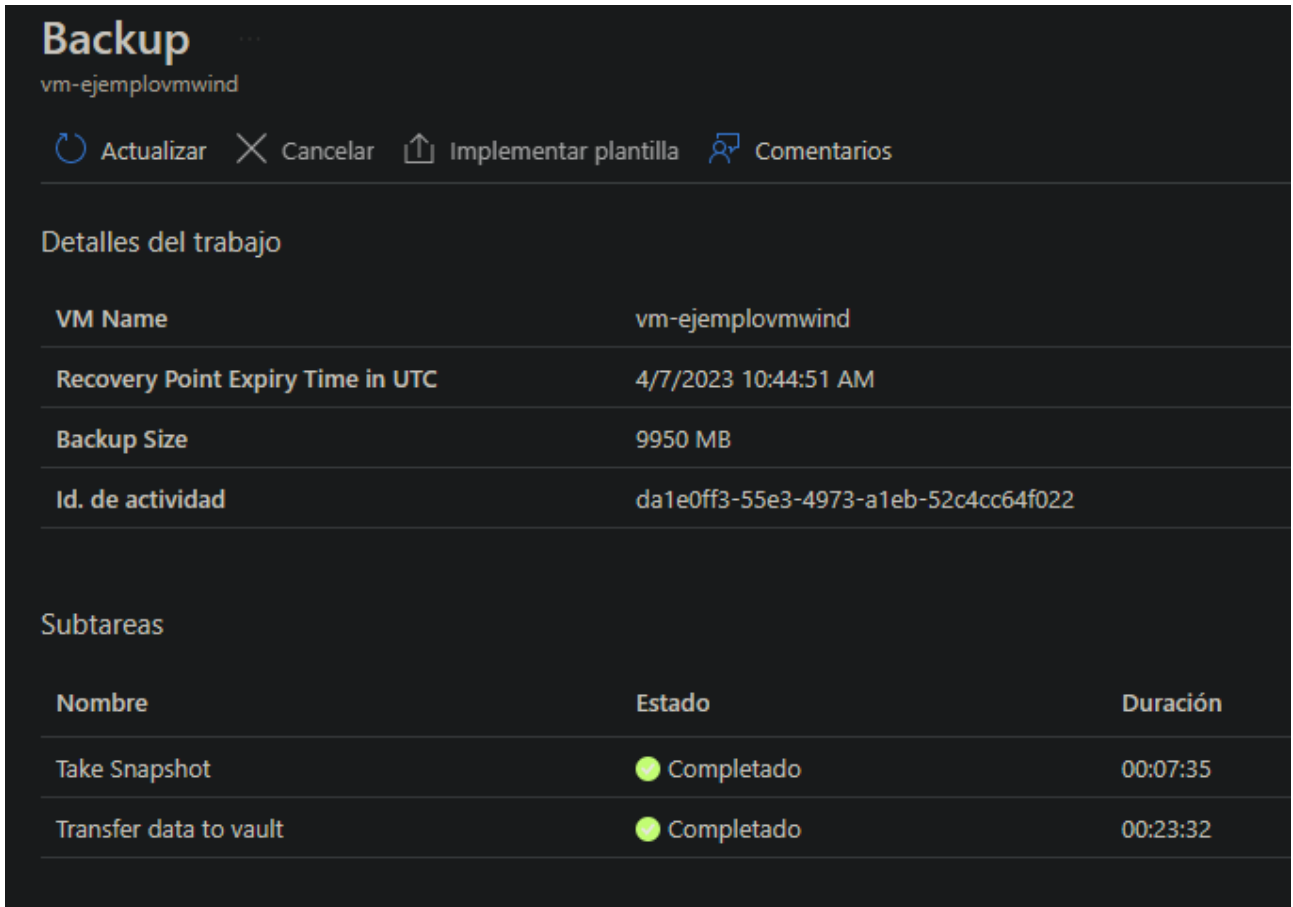 Backup ...
vm-ejemplovmwind
Actualizar Cancelar Implementar plantilla Comentarios
Detalles del trabajo
VM Name vm-ejemplovmwind
Recovery Point Expiry Time in UTC 4/7/2023 10:44:51 AM
Backup Size 9950 MB
Id. de actividad da1e0ff3-55e3-4973-a1eb-52c4cc64f022
Subtareas
Nombre Estado Duración
Take Snapshot Completado 00:07:35
Transfer data to vault Completado 00:23:32